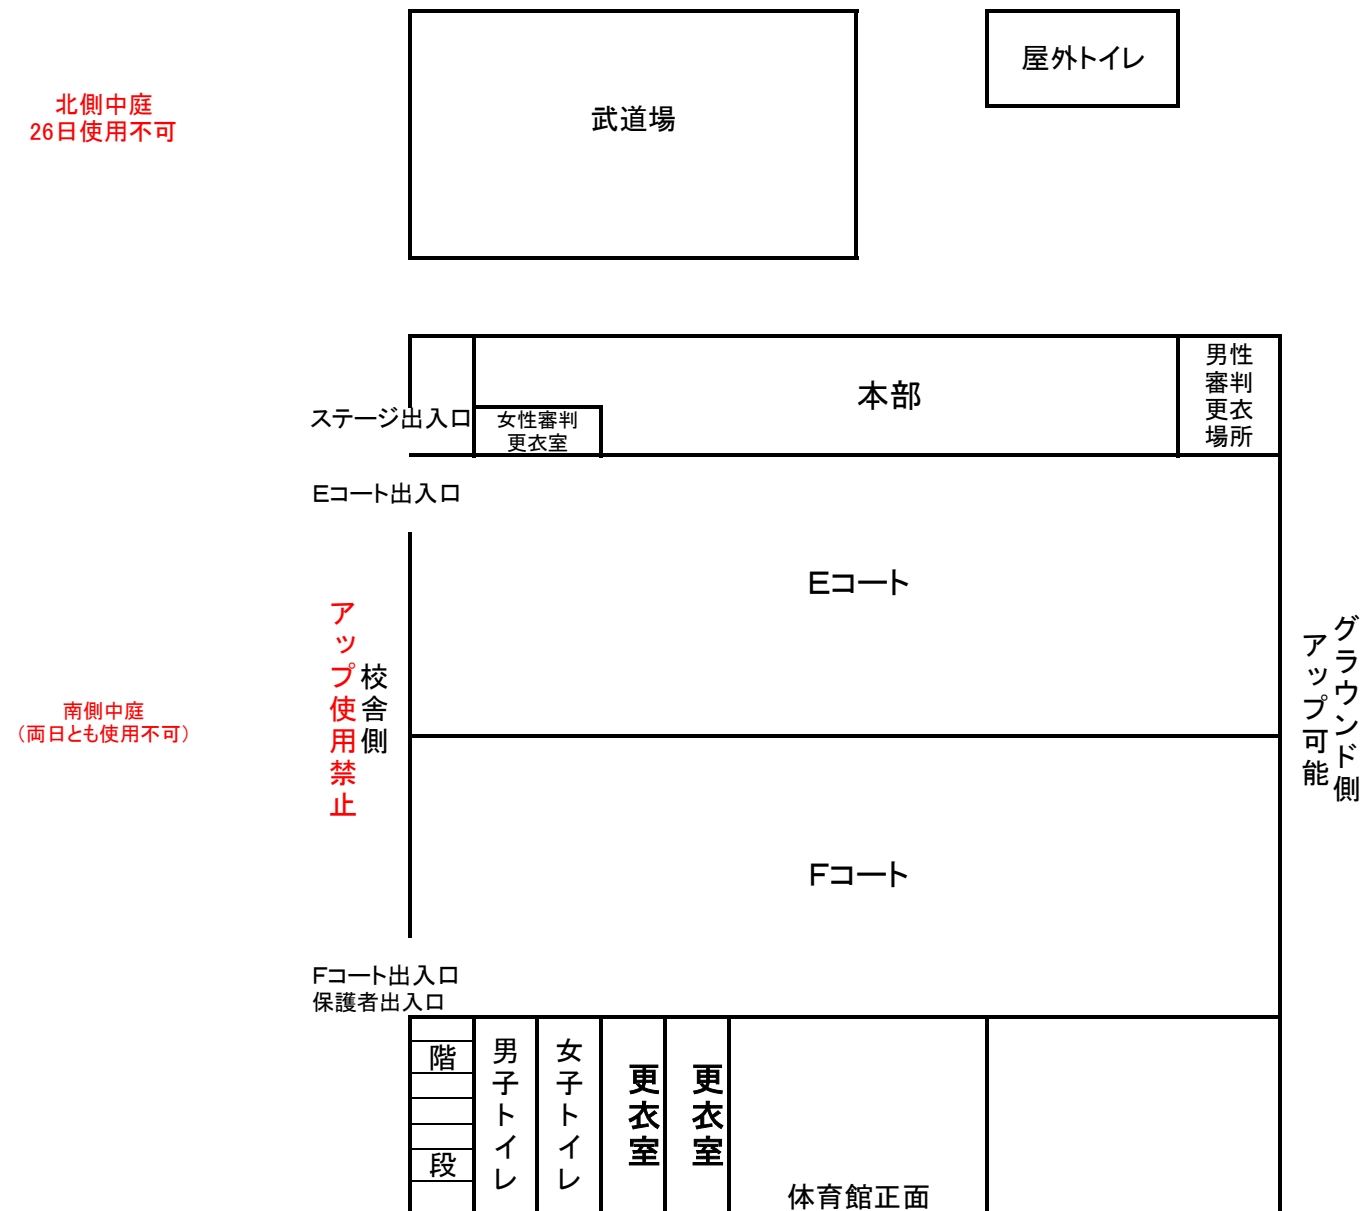 屋外トイレ
北側中庭
26日使用不可
武道場
男性
審判
更衣
場所
本部
ステージ出入口
女性審判
更衣室
Eコート出入口
Eコート
アップ使用禁止
校舎側
グラウンド側
アップ可能
南側中庭
（両日とも使用不可）
Fコート
Fコート出入口
保護者出入口
階段
男子トイレ
女子トイレ
更衣室
更衣室
体育館正面